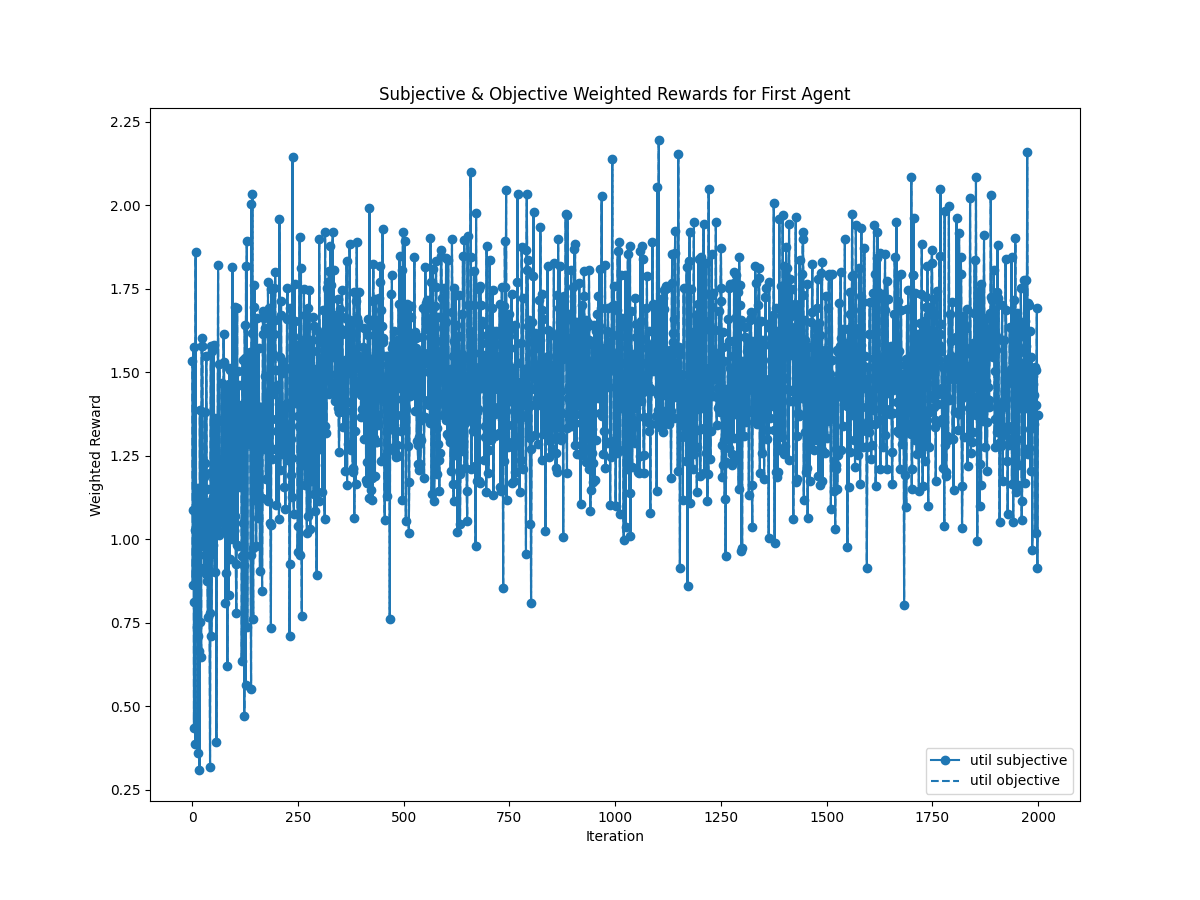 Subjective & Objective Weighted Rewards for First Agent
2.25
2.00
1.75
1.50
1.25
1.00
0.75
0.50
0.25
Weighted Reward
0 250 500 750 1000 1250 1500 1750 2000
Iteration
util subjective
util objective